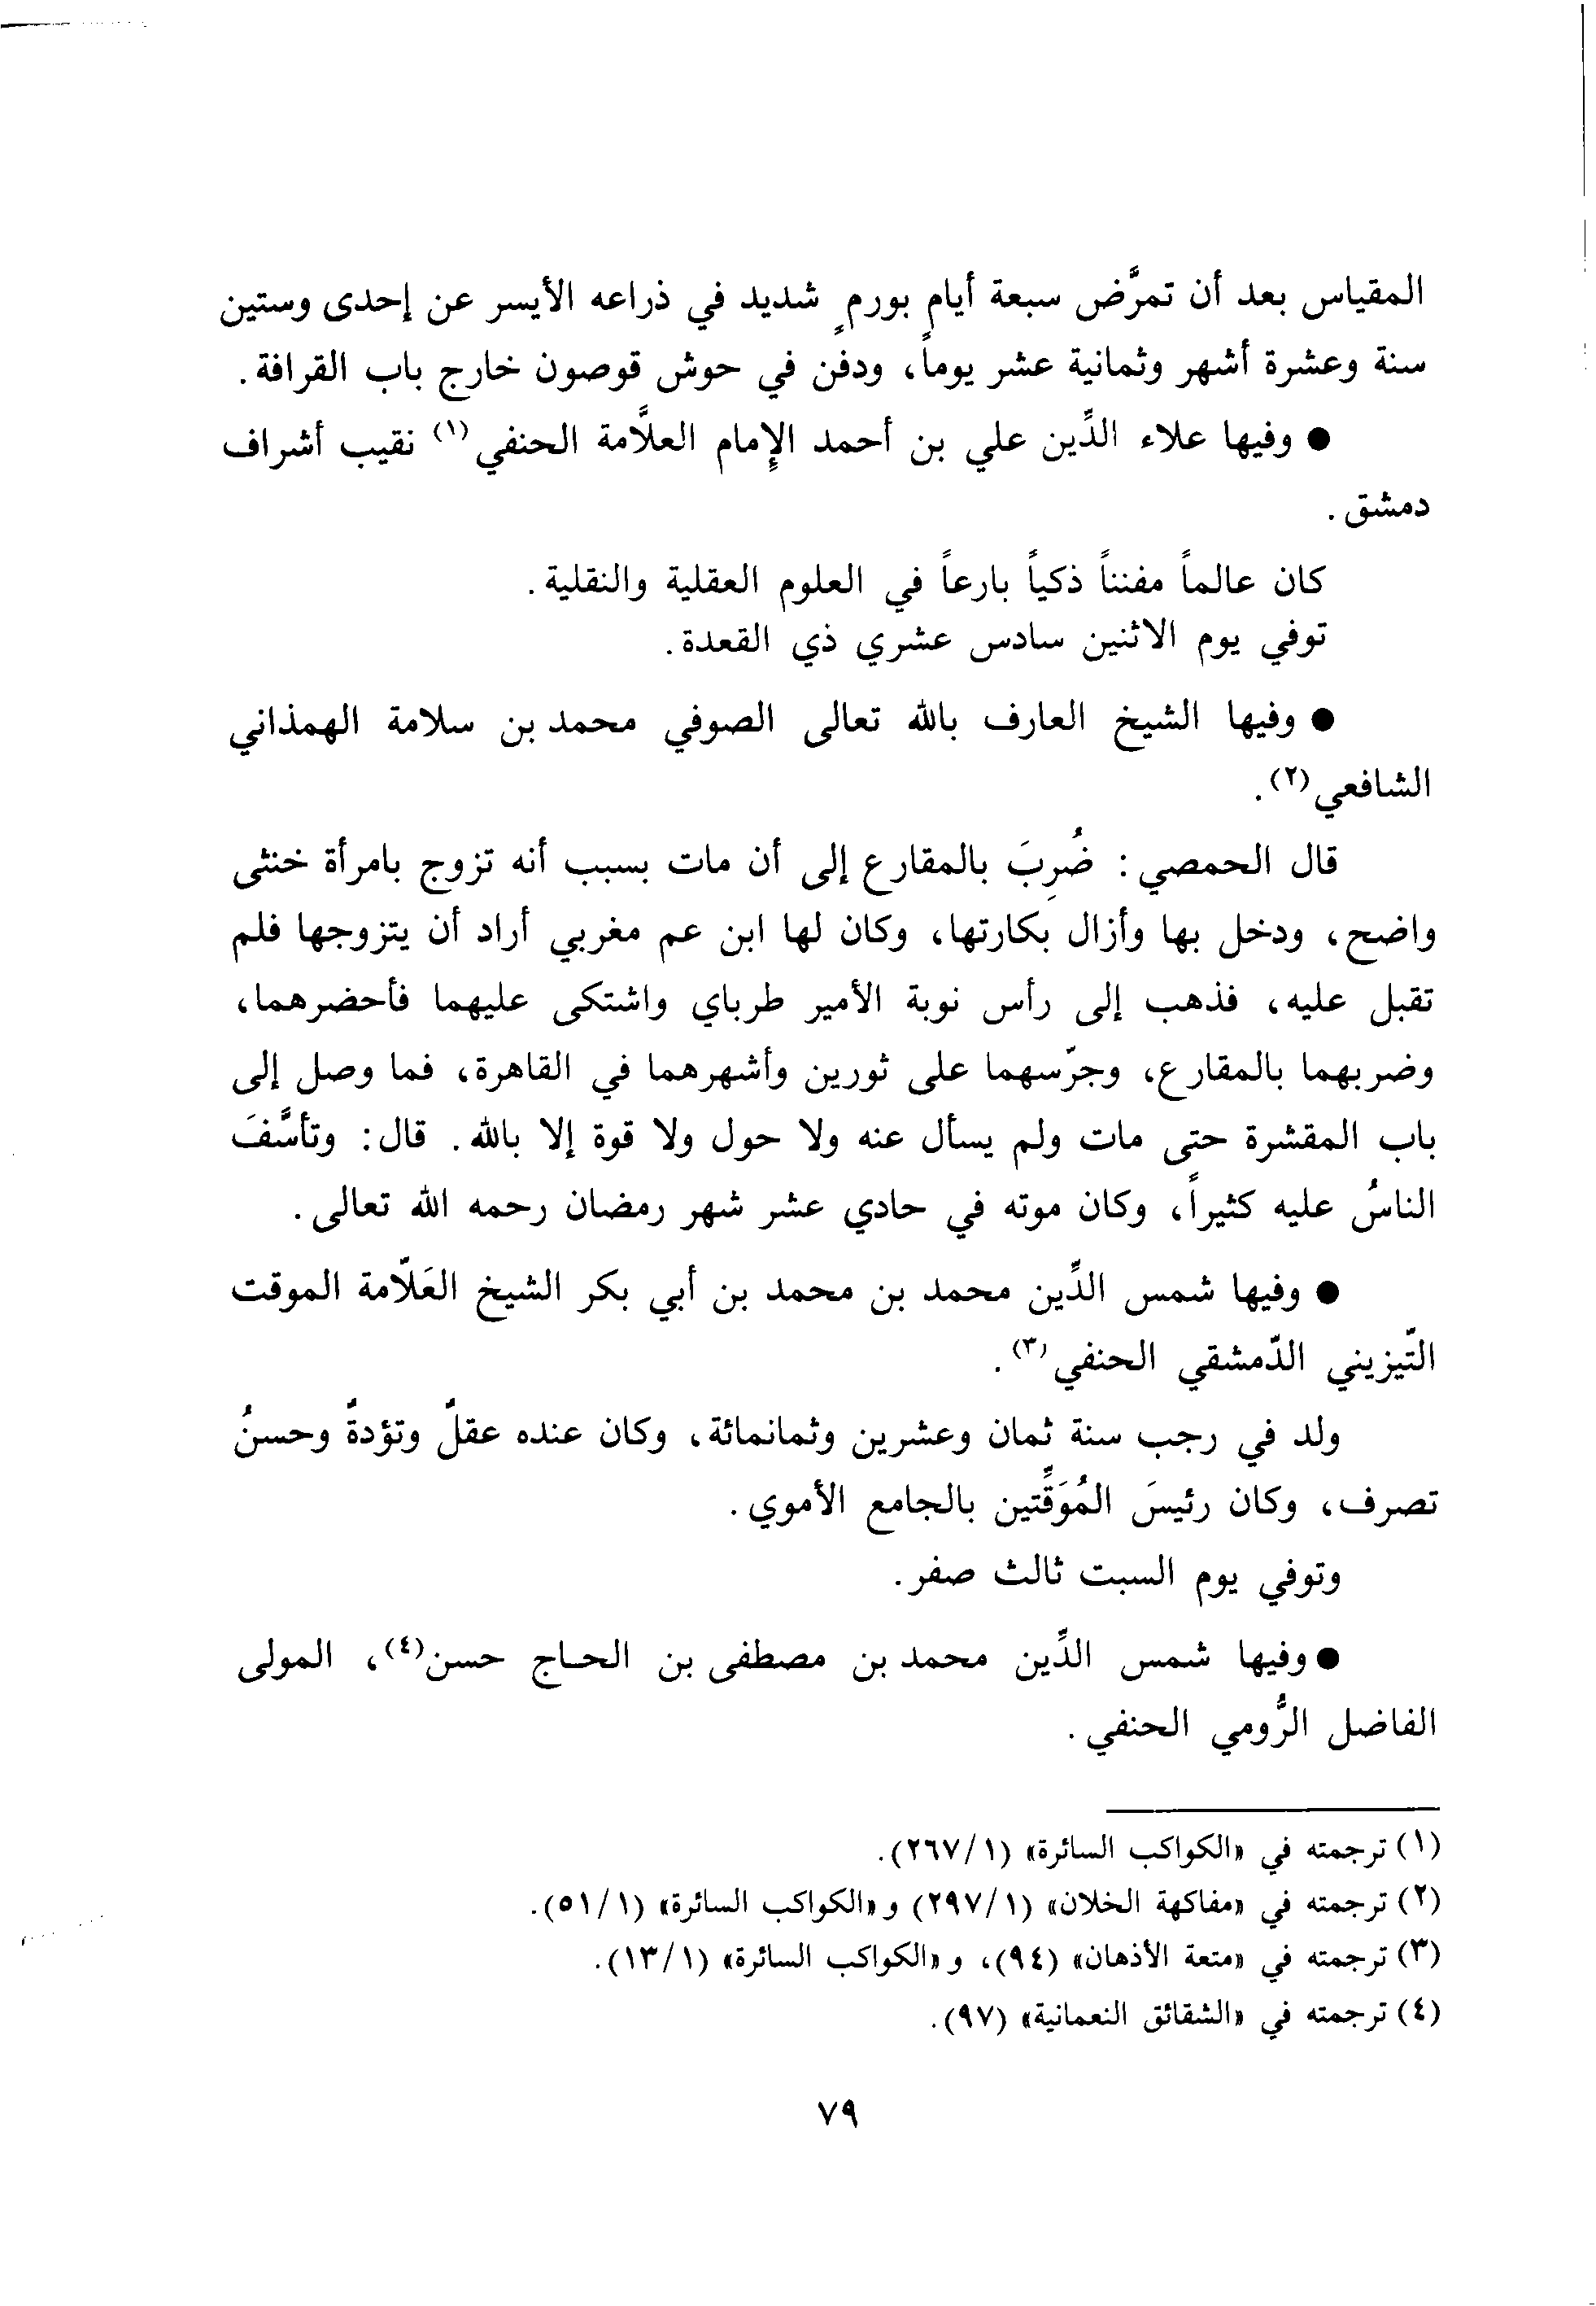 المقياس بعد أن تمرَّض سبعة أيام بورمٍ شديد في ذراعه الأيسر عن إحدى وستين
سنة وعشرة أشهر وثمانية عشر يوماً، ودفن في حوش قوصون خارج باب القرافة.
● وفيها علاء الدِّين علي بن أحمد الإِمام العلاَّمة الحنفي(١) نقيب أشراف
دمشق.
كان عالماً مفنناً ذكياً بارعاً في العلوم العقلية والنقلية.
توفي يوم الاثنين سادس عشري ذي القعدة.
● وفيها الشيخ العارف بالله تعالى الصوفي محمد بن سلامة الهمذاني
الشافعي(٢).
قال الحمصي: ضُرِبَ بالمقارع إلى أن مات بسبب أنه تزوج بامرأة خنثى
واضح، ودخل بها وأزال بكارتها، وكان لها ابن عم مغربي أراد أن يتزوجها فلم
تقبل عليه، فذهب إلى رأس نوبة الأمير طرباي واشتكى عليهما فأحضرهما،
وضربهما بالمقارع، وجرّسهما على ثورين وأشهرهما في القاهرة، فما وصل إلى
باب المقشرة حتى مات ولم يسأل عنه ولا حول ولا قوة إلا بالله. قال: وتأسَّفَ
الناسُ عليه كثيراً، وكان موته في حادي عشر شهر رمضان رحمه الله تعالى.
● وفيها شمس الدِّين محمد بن محمد بن أبي بكر الشيخ العَلّامة الموقت
التّيزيني الدّمشقي الحنفي(٣).
ولد في رجب سنة ثمان وعشرين وثمانمائة، وكان عنده عقلٌ وتؤدةٌ وحسنُ
تصرف، وكان رئيسَ المُوَقِّتين بالجامع الأموي.
وتوفي يوم السبت ثالث صفر.
● وفيها شمس الدِّين محمد بن مصطفى بن الحاج حسن(٤)، المولى
الفاضل الرُّومي الحنفي.
(١) ترجمته في «الكواكب السائرة» (١/٢٦٧).
(٢) ترجمته في «مفاكهة الخلان» (١/٢٩٧) و«الكواكب السائرة» (١/٥١).
(٣) ترجمته في «متعة الأذهان» (٩٤)، و«الكواكب السائرة» (١/١٣).
(٤) ترجمته في «الشقائق النعمانية» (٩٧).
٧٩